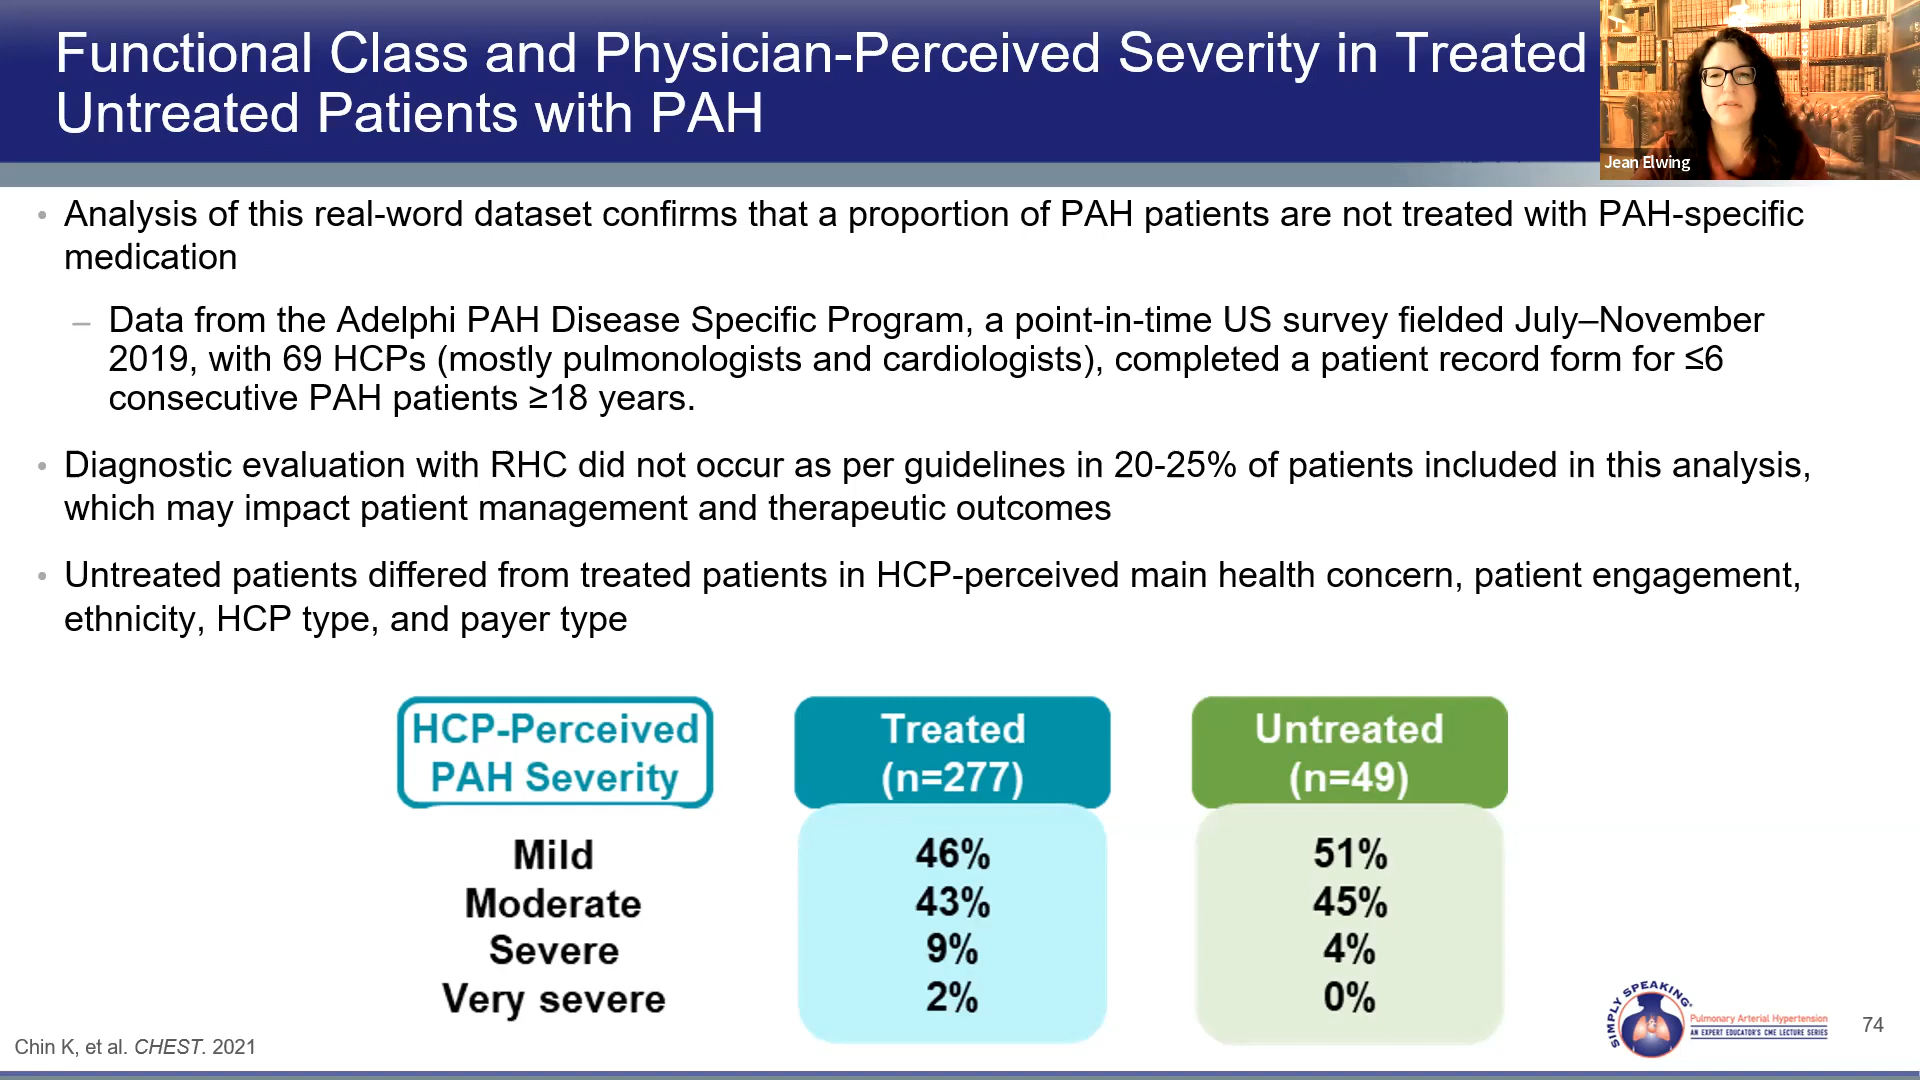 Functional Class and Physician-Perceived Severity in Treated
Untreated Patients with PAH
Jean Elwing
• Analysis of this real-word dataset confirms that a proportion of PAH patients are not treated with PAH-specific
medication
– Data from the Adelphi PAH Disease Specific Program, a point-in-time US survey fielded July–November
2019, with 69 HCPs (mostly pulmonologists and cardiologists), completed a patient record form for ≤6
consecutive PAH patients ≥18 years.
• Diagnostic evaluation with RHC did not occur as per guidelines in 20-25% of patients included in this analysis,
which may impact patient management and therapeutic outcomes
• Untreated patients differed from treated patients in HCP-perceived main health concern, patient engagement,
ethnicity, HCP type, and payer type
HCP-Perceived
PAH Severity
Treated
(n=277)
Untreated
(n=49)
Mild 46% 51%
Moderate 43% 45%
Severe 9% 4%
Very severe 2% 0%
SIMPLY SPEAKING®
Pulmonary Arterial Hypertension
AN EXPERT EDUCATOR'S CME LECTURE SERIES
74
Chin K, et al. CHEST. 2021